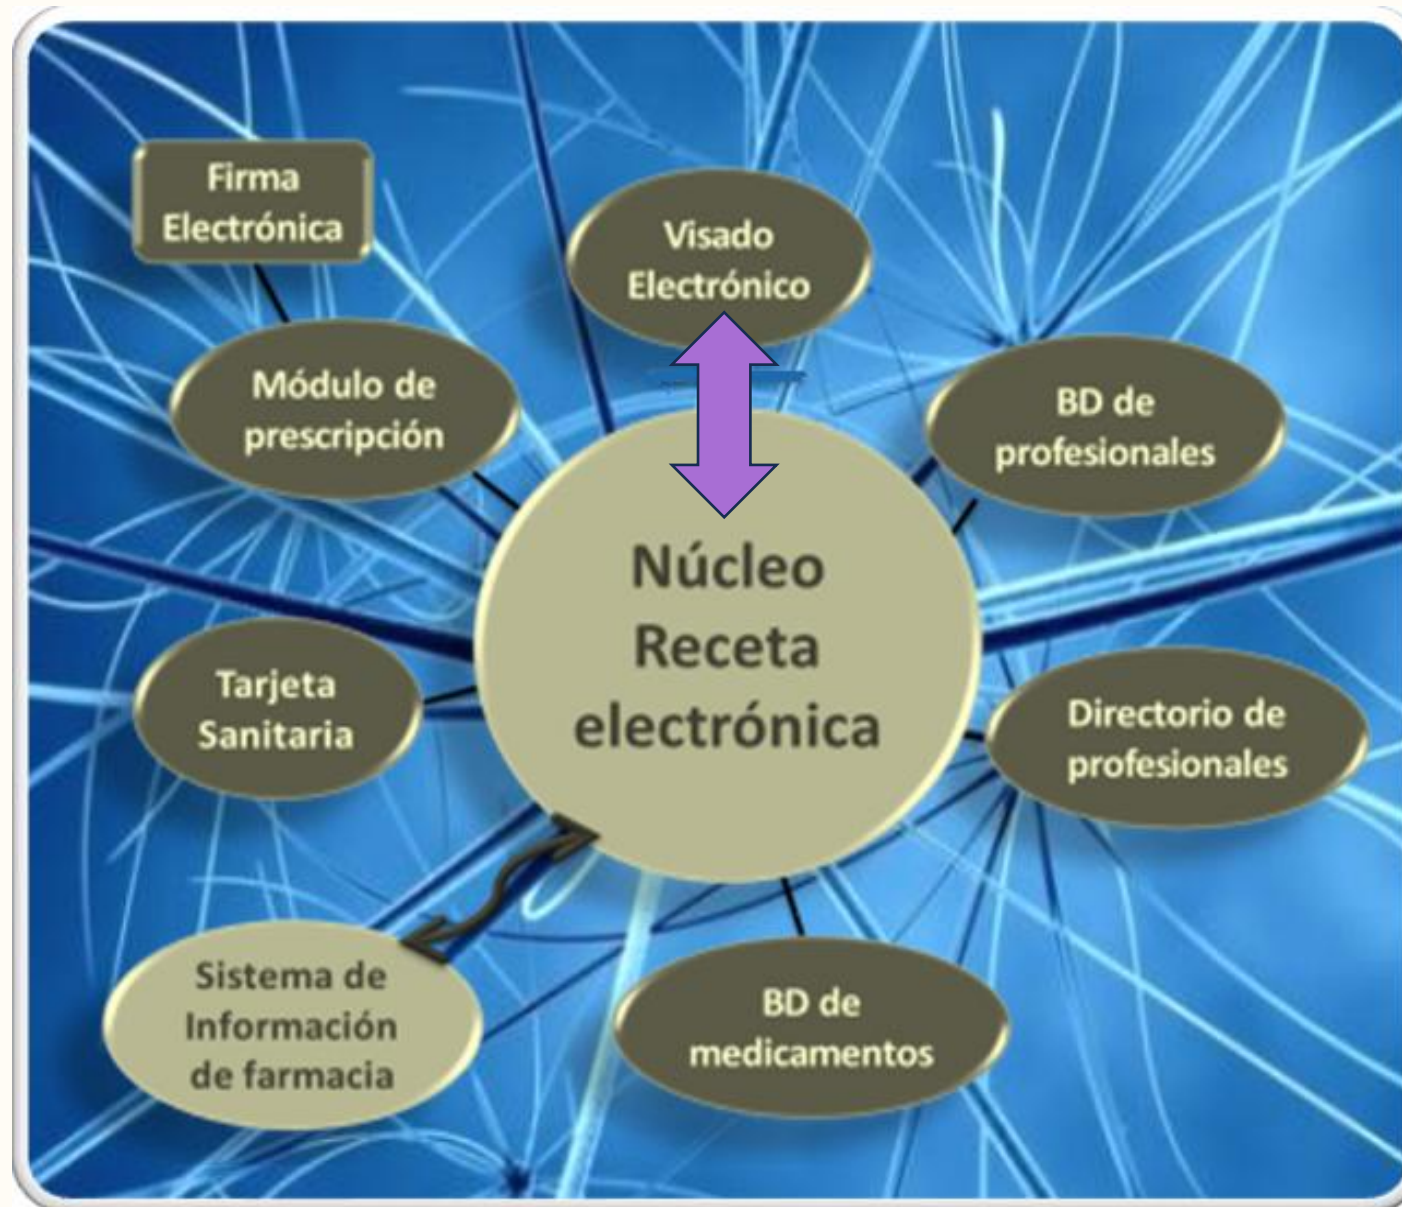 Firma
Electrónica
Visado
Electrónico
Módulo de
prescripción
BD de
profesionales
Núcleo
Receta
electrónica
Tarjeta
Sanitaria
Directorio de
profesionales
Sistema de
Información
de farmacia
BD de
medicamentos